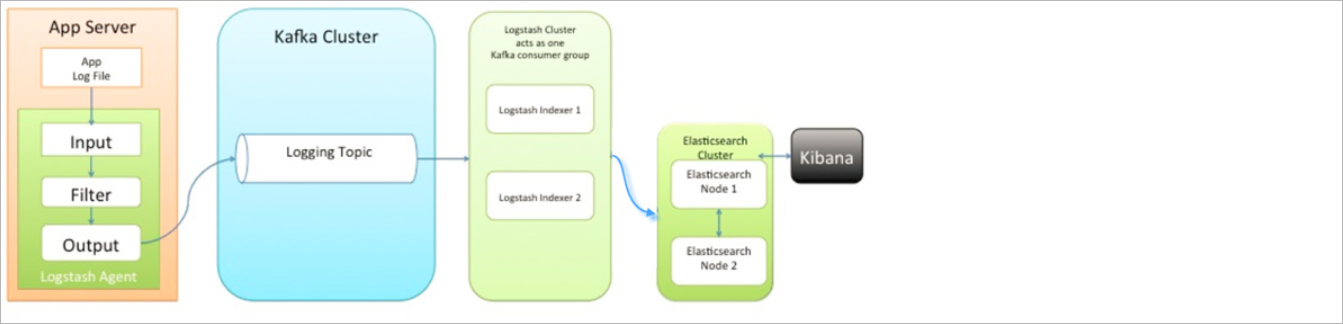 App Server
App
Log File
Input
Filter
Output
Logstash Agent
Kafka Cluster
Logging Topic
Logstash Cluster
acts as one
Kafka consumer group
Logstash Indexer 1
Logstash Indexer 2
Elasticsearch
Cluster
Elasticsearch
Node 1
Elasticsearch
Node 2
Kibana